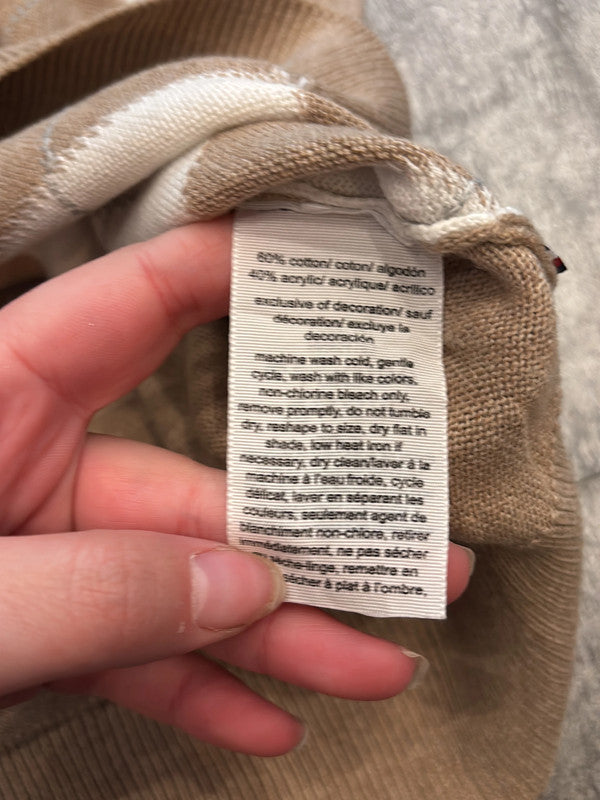 60% cotton/ coton/ algodón
40% acrylic/ acrylique/ acrílico
exclusive of decoration/ sauf
décoration/ excluye la
decoración
machine wash cold, gentle
cycle, wash with like colors,
non-chlorine bleach only,
remove promptly, do not tumble
dry, reshape to size, dry flat in
shade, low heat iron if
necessary, dry clean/laver à la
machine à l'eau froide, cycle
délicat, laver en séparant les
couleurs, seulement agent de
blanchiment non-chlore, retirer
immédiatement, ne pas sécher
sèche-linge, remettre en
sécher à plat à l'ombre,